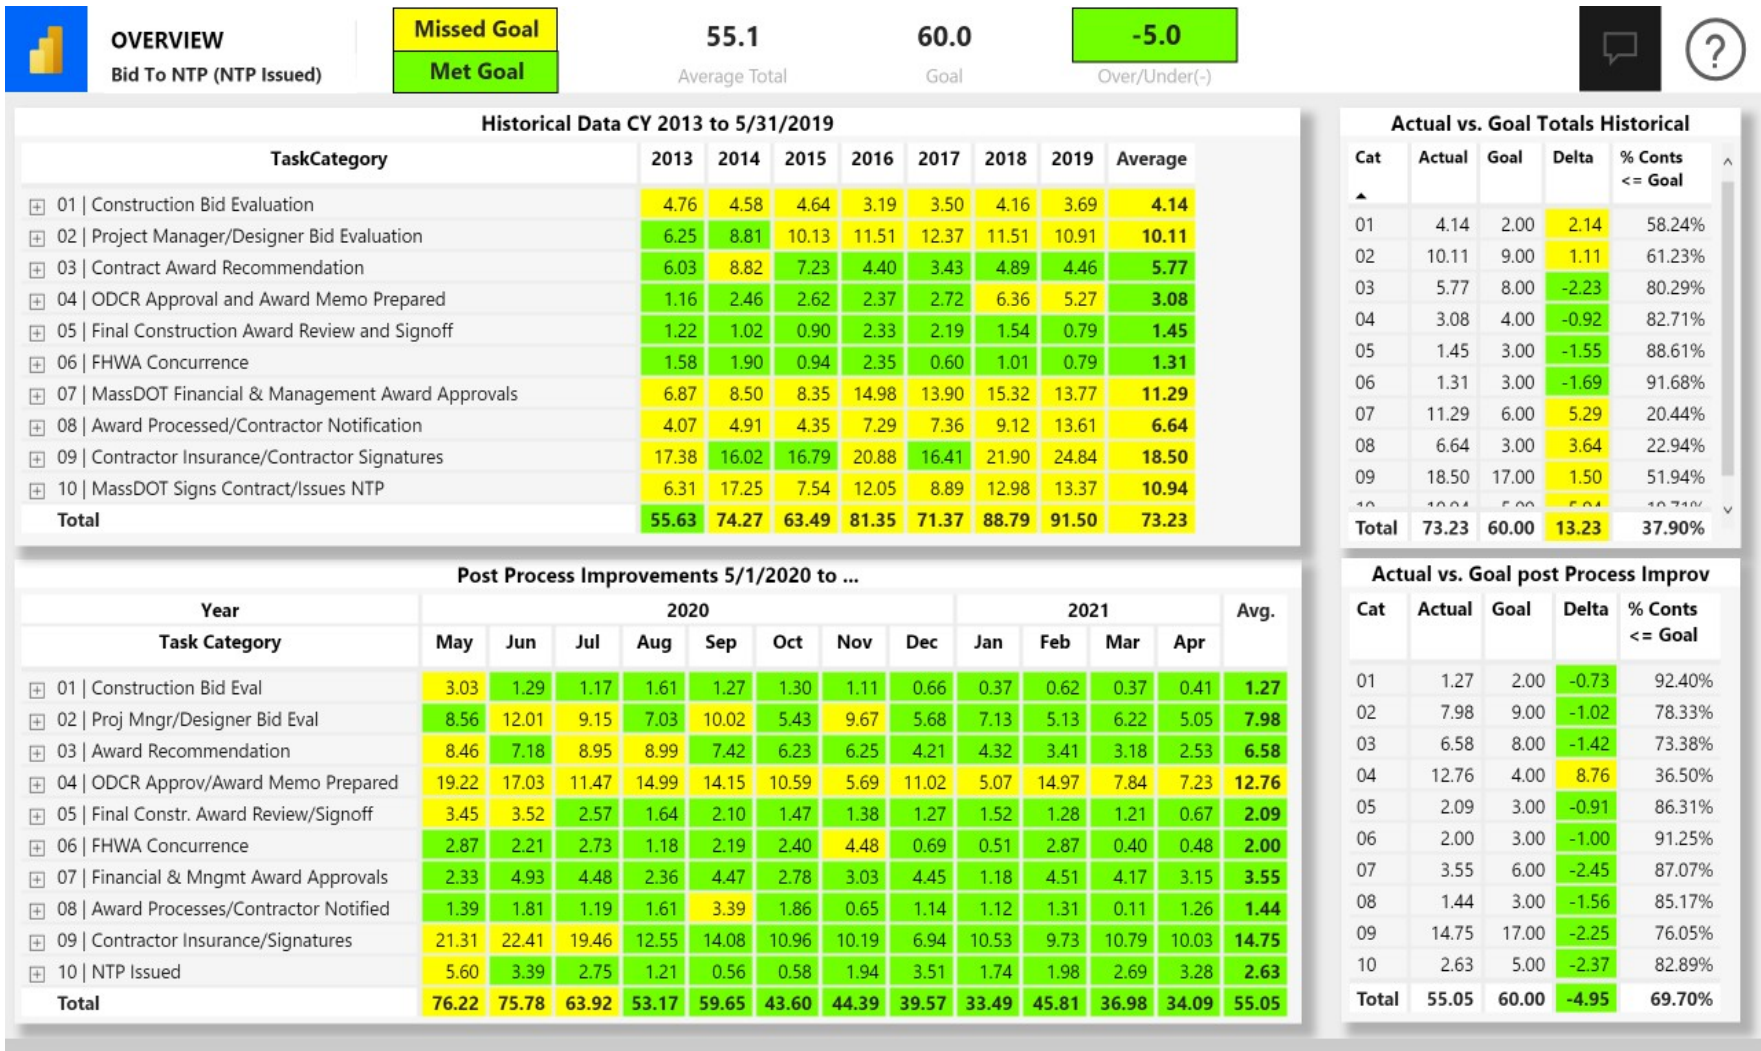 OVERVIEW
Bid To NTP (NTP Issued)
Missed Goal
Met Goal
55.1
Average Total
60.0
Goal
-5.0
Over/Under(-)
?
Historical Data CY 2013 to 5/31/2019
TaskCategory 2013 2014 2015 2016 2017 2018 2019 Average
01 | Construction Bid Evaluation 4.76 4.58 4.64 3.19 3.50 4.16 3.69 4.14
02 | Project Manager/Designer Bid Evaluation 6.25 8.81 10.13 11.51 12.37 11.51 10.91 10.11
03 | Contract Award Recommendation 6.03 8.82 7.23 4.40 3.43 4.89 4.46 5.77
04 | ODCR Approval and Award Memo Prepared 1.16 2.46 2.62 2.37 2.72 6.36 5.27 3.08
05 | Final Construction Award Review and Signoff 1.22 1.02 0.90 2.33 2.19 1.54 0.79 1.45
06 | FHWA Concurrence 1.58 1.90 0.94 2.35 0.60 1.01 0.79 1.31
07 | MassDOT Financial & Management Award Approvals 6.87 8.50 8.35 14.98 13.90 15.32 13.77 11.29
08 | Award Processed/Contractor Notification 4.07 4.91 4.35 7.29 7.36 9.12 13.61 6.64
09 | Contractor Insurance/Contractor Signatures 17.38 16.02 16.79 20.88 16.41 21.90 24.84 18.50
10 | MassDOT Signs Contract/Issues NTP 6.31 17.25 7.54 12.05 8.89 12.98 13.37 10.94
Total 55.63 74.27 63.49 81.35 71.37 88.79 91.50 73.23
Actual vs. Goal Totals Historical
Cat Actual Goal Delta % Conts
<= Goal
01 4.14 2.00 2.14 58.24%
02 10.11 9.00 1.11 61.23%
03 5.77 8.00 -2.23 80.29%
04 3.08 4.00 -0.92 82.71%
05 1.45 3.00 -1.55 88.61%
06 1.31 3.00 -1.69 91.68%
07 11.29 6.00 5.29 20.44%
08 6.64 3.00 3.64 22.94%
09 18.50 17.00 1.50 51.94%
Total 73.23 60.00 13.23 37.90%
Post Process Improvements 5/1/2020 to ...
Year 2020 2021 Avg.
Task Category May Jun Jul Aug Sep Oct Nov Dec Jan Feb Mar Apr
01 | Construction Bid Eval 3.03 1.29 1.17 1.61 1.27 1.30 1.11 0.66 0.37 0.62 0.37 0.41 1.27
02 | Proj Mngr/Designer Bid Eval 8.56 12.01 9.15 7.03 10.02 5.43 9.67 5.68 7.13 5.13 6.22 5.05 7.98
03 | Award Recommendation 8.46 7.18 8.95 8.99 7.42 6.23 6.25 4.21 4.32 3.41 3.18 2.53 6.58
04 | ODCR Approv/Award Memo Prepared 19.22 17.03 11.47 14.99 14.15 10.59 5.69 11.02 5.07 14.97 7.84 7.23 12.76
05 | Final Constr. Award Review/Signoff 3.45 3.52 2.57 1.64 2.10 1.47 1.38 1.27 1.52 1.28 1.21 0.67 2.09
06 | FHWA Concurrence 2.87 2.21 2.73 1.18 2.19 2.40 4.48 0.69 0.51 2.87 0.40 0.48 2.00
07 | Financial & Mngmt Award Approvals 2.33 4.93 4.48 2.36 4.47 2.78 3.03 4.45 1.18 4.51 4.17 3.15 3.55
08 | Award Processes/Contractor Notified 1.39 1.81 1.19 1.61 3.39 1.86 0.65 1.14 1.12 1.31 0.11 1.26 1.44
09 | Contractor Insurance/Signatures 21.31 22.41 19.46 12.55 14.08 10.96 10.19 6.94 10.53 9.73 10.79 10.03 14.75
10 | NTP Issued 5.60 3.39 2.75 1.21 0.56 0.58 1.94 3.51 1.74 1.98 2.69 3.28 2.63
Total 76.22 75.78 63.92 53.17 59.65 43.60 44.39 39.57 33.49 45.81 36.98 34.09 55.05
Actual vs. Goal post Process Improv
Cat Actual Goal Delta % Conts
<= Goal
01 1.27 2.00 -0.73 92.40%
02 7.98 9.00 -1.02 78.33%
03 6.58 8.00 -1.42 73.38%
04 12.76 4.00 8.76 36.50%
05 2.09 3.00 -0.91 86.31%
06 2.00 3.00 -1.00 91.25%
07 3.55 6.00 -2.45 87.07%
08 1.44 3.00 -1.56 85.17%
09 14.75 17.00 -2.25 76.05%
10 2.63 5.00 -2.37 82.89%
Total 55.05 60.00 -4.95 69.70%